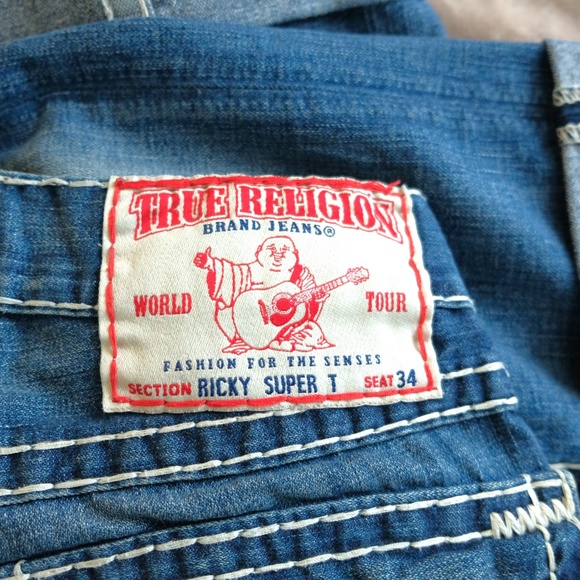 TRUE RELIGION
BRAND JEANS®
WORLD TOUR
FASHION FOR THE SENSES
SECTION RICKY SUPER T SEAT 34